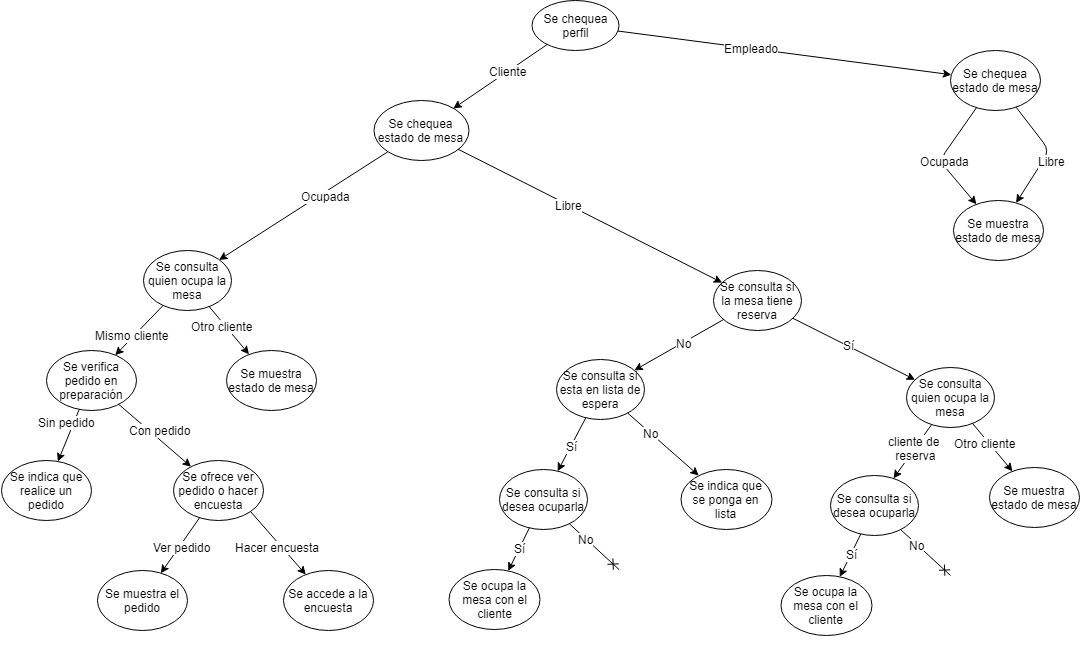 Se chequea
perfil
Cliente
Empleado
Se chequea
estado de mesa
Se chequea
estado de mesa
Ocupada
Libre
Ocupada
Libre
Se muestra
estado de mesa
Se consulta
quien ocupa la
mesa
Se consulta si
la mesa tiene
reserva
Mismo cliente
Otro cliente
No
Sí
Se verifica
pedido en
preparación
Se muestra
estado de mesa
Se consulta si
esta en lista de
espera
Se consulta
quien ocupa la
mesa
Sin pedido
Con pedido
Sí
No
cliente de
reserva
Otro cliente
Se indica que
realice un
pedido
Se ofrece ver
pedido o hacer
encuesta
Se consulta si
desea ocuparla
Se indica que
se ponga en
lista
Se consulta si
desea ocuparla
Se muestra
estado de mesa
Ver pedido
Hacer encuesta
Sí
No
Sí
No
Se muestra el
pedido
Se accede a la
encuesta
Se ocupa la
mesa con el
cliente
Se ocupa la
mesa con el
cliente